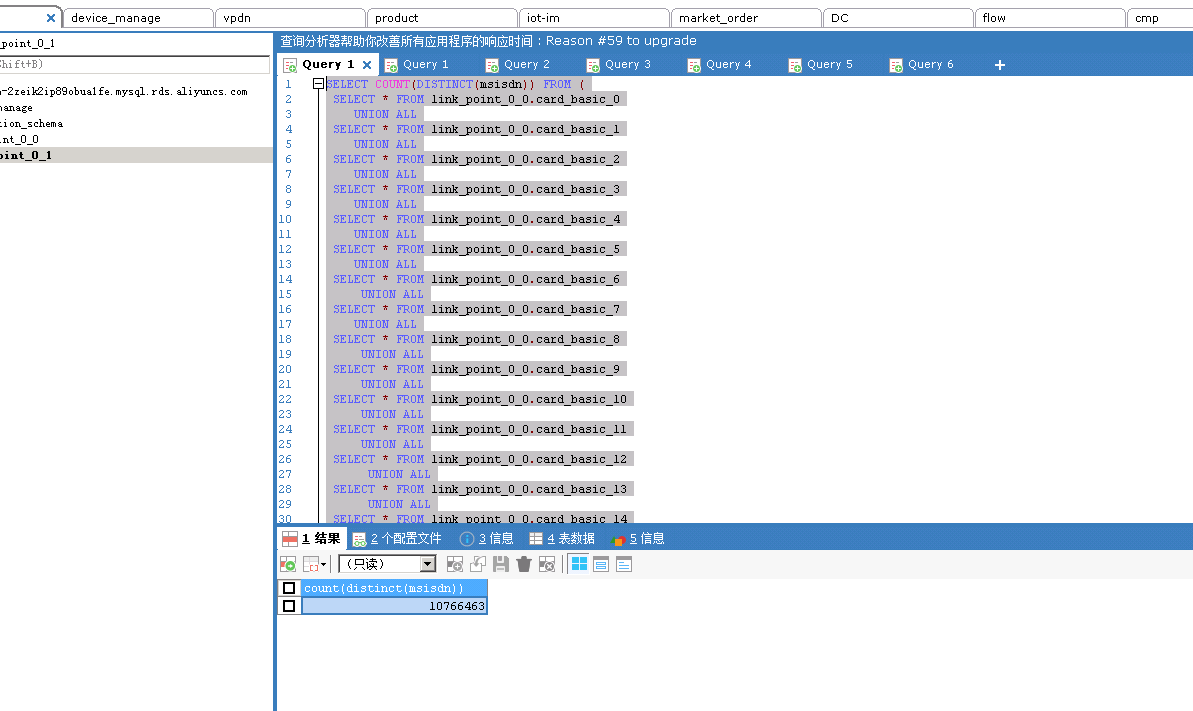 device_manage vpdn product iot-im market_order DC flow cmp
point_0_1
查询分析器帮助你改善所有应用程序的响应时间：Reason #59 to upgrade
Shift+B)
Query 1 Query 1 Query 2 Query 3 Query 4 Query 5 Query 6
-2zeik2ip89obua1fe.mysql.rds.aliyuncs.com
manage
tion_schema
int_0_0
oint_0_1
1 SELECT COUNT(DISTINCT(msisdn)) FROM (
2 SELECT * FROM link_point_0_0.card_basic_0
3 UNION ALL
4 SELECT * FROM link_point_0_0.card_basic_1
5 UNION ALL
6 SELECT * FROM link_point_0_0.card_basic_2
7 UNION ALL
8 SELECT * FROM link_point_0_0.card_basic_3
9 UNION ALL
10 SELECT * FROM link_point_0_0.card_basic_4
11 UNION ALL
12 SELECT * FROM link_point_0_0.card_basic_5
13 UNION ALL
14 SELECT * FROM link_point_0_0.card_basic_6
15 UNION ALL
16 SELECT * FROM link_point_0_0.card_basic_7
17 UNION ALL
18 SELECT * FROM link_point_0_0.card_basic_8
19 UNION ALL
20 SELECT * FROM link_point_0_0.card_basic_9
21 UNION ALL
22 SELECT * FROM link_point_0_0.card_basic_10
23 UNION ALL
24 SELECT * FROM link_point_0_0.card_basic_11
25 UNION ALL
26 SELECT * FROM link_point_0_0.card_basic_12
27 UNION ALL
28 SELECT * FROM link_point_0_0.card_basic_13
29 UNION ALL
30 SELECT * FROM link_point_0_0.card_basic_14
1 结果 2 个配置文件 3 信息 4 表数据 5 信息
（只读）
count(distinct(msisdn))
10766463